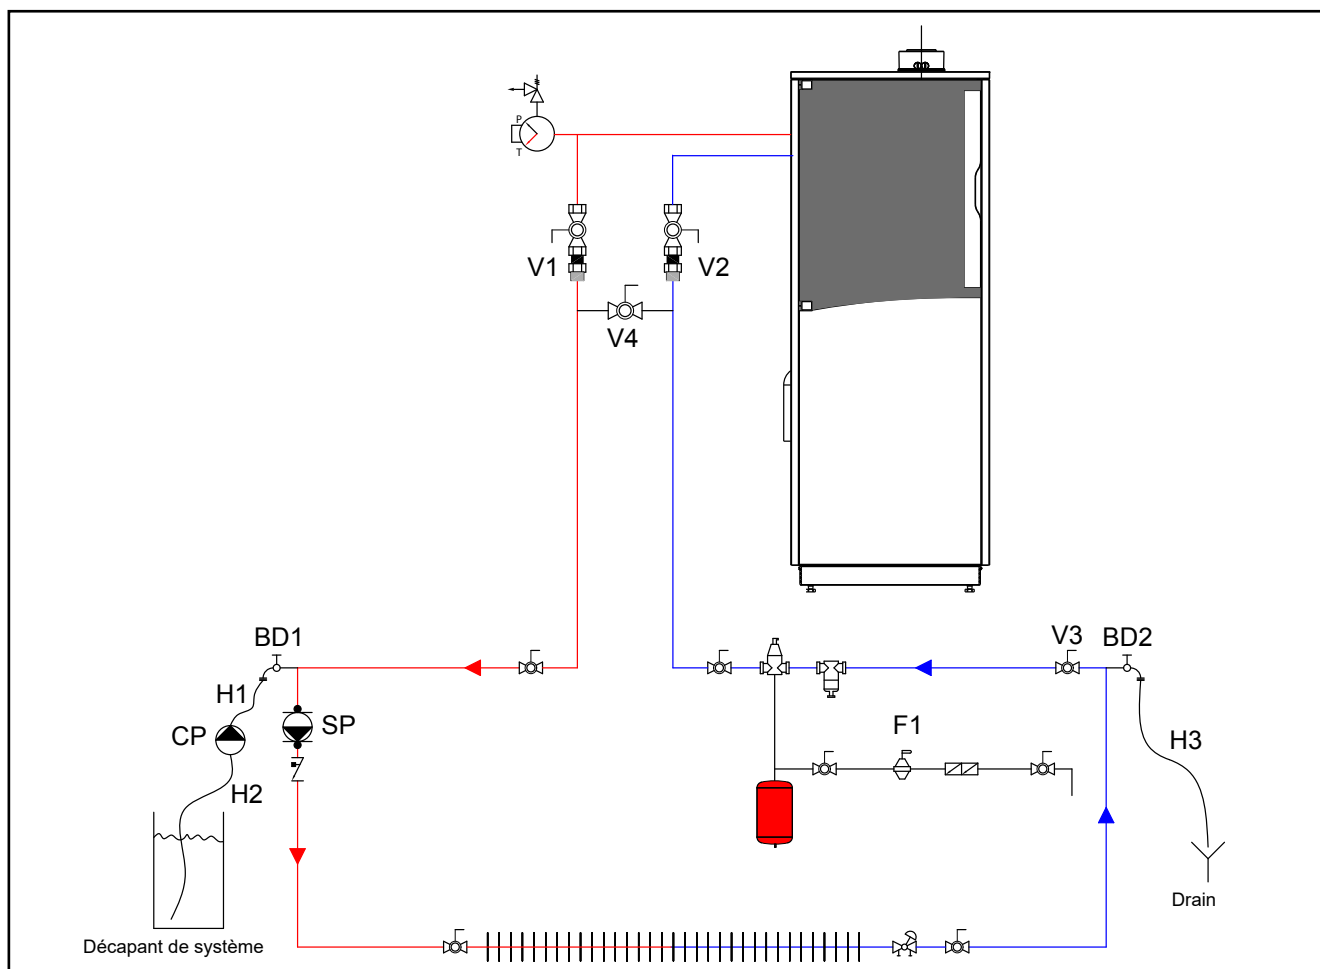 P
T
V1
V2
V4
BD1
V3
BD2
H1
CP
SP
F1
H3
H2
Drain
Décapant de système